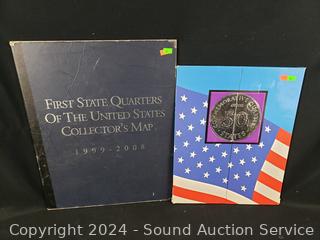 FIRST STATE QUARTERS
OF THE UNITED STATES
COLLECTOR'S MAP
1999-2008
50
Copyright 2024 - Sound Auction Service